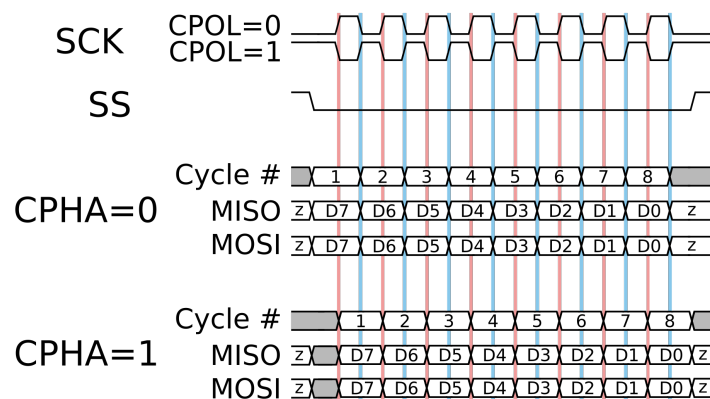 SCK CPOL=0
CPOL=1
SS
Cycle # 1 2 3 4 5 6 7 8
CPHA=0 MISO z D7 D6 D5 D4 D3 D2 D1 D0 z
MOSI z D7 D6 D5 D4 D3 D2 D1 D0 z
Cycle # 1 2 3 4 5 6 7 8
CPHA=1 MISO z D7 D6 D5 D4 D3 D2 D1 D0 z
MOSI z D7 D6 D5 D4 D3 D2 D1 D0 z